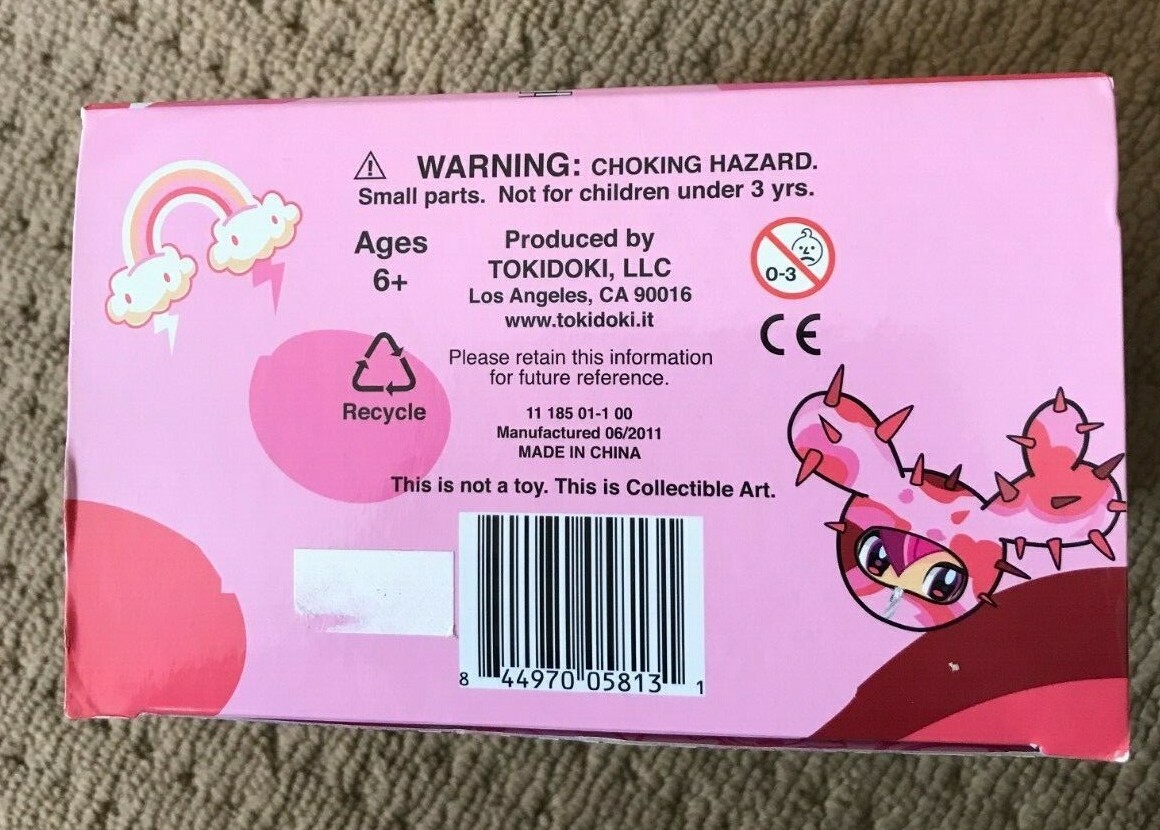 WARNING: CHOKING HAZARD.
Small parts. Not for children under 3 yrs.
Ages
6+
Produced by
TOKIDOKI, LLC
Los Angeles, CA 90016
www.tokidoki.it
0-3
CE
Please retain this information
for future reference.
Recycle
11 185 01-1 00
Manufactured 06/2011
MADE IN CHINA
This is not a toy. This is Collectible Art.
8 44970 05813 1